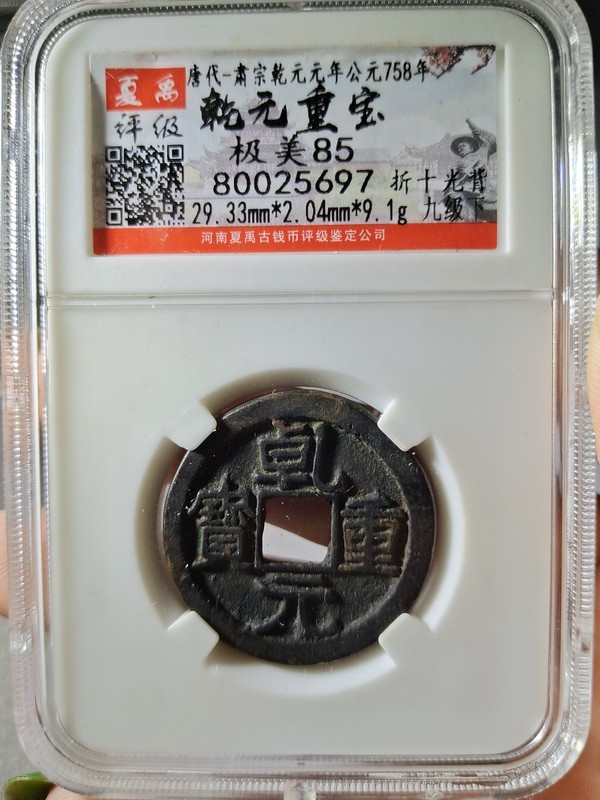 夏禹
评级
唐代-肃宗乾元元年公元758年
乾元重宝
极美85
80025697 折十光背
29.33mm*2.04mm*9.1g 九级下
河南夏禹古钱币评级鉴定公司
乾元重寶